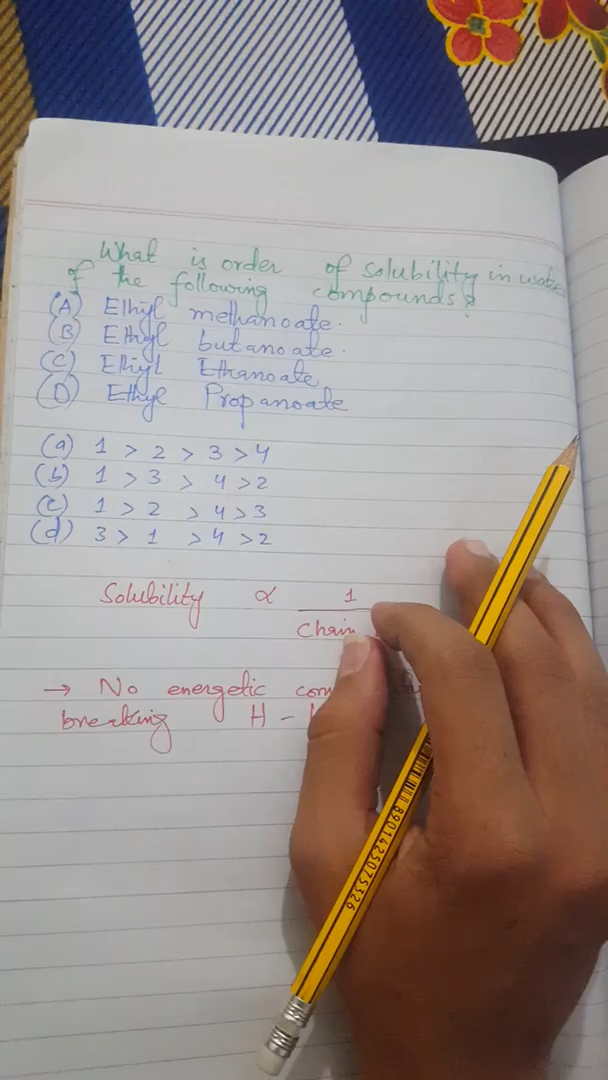 What is order of solubility in water
of the following compounds?
(A) Ethyl methanoate.
(B) Ethyl butanoate.
(C) Ethyl Ethanoate
(D) Ethyl Propanoate
(a) 1 > 2 > 3 > 4
(b) 1 > 3 > 4 > 2
(c) 1 > 2 > 4 > 3
(d) 3 > 1 > 4 > 2
Solubility ∝ 1
Chain
→ No energetic
breaking H -
8901425075326